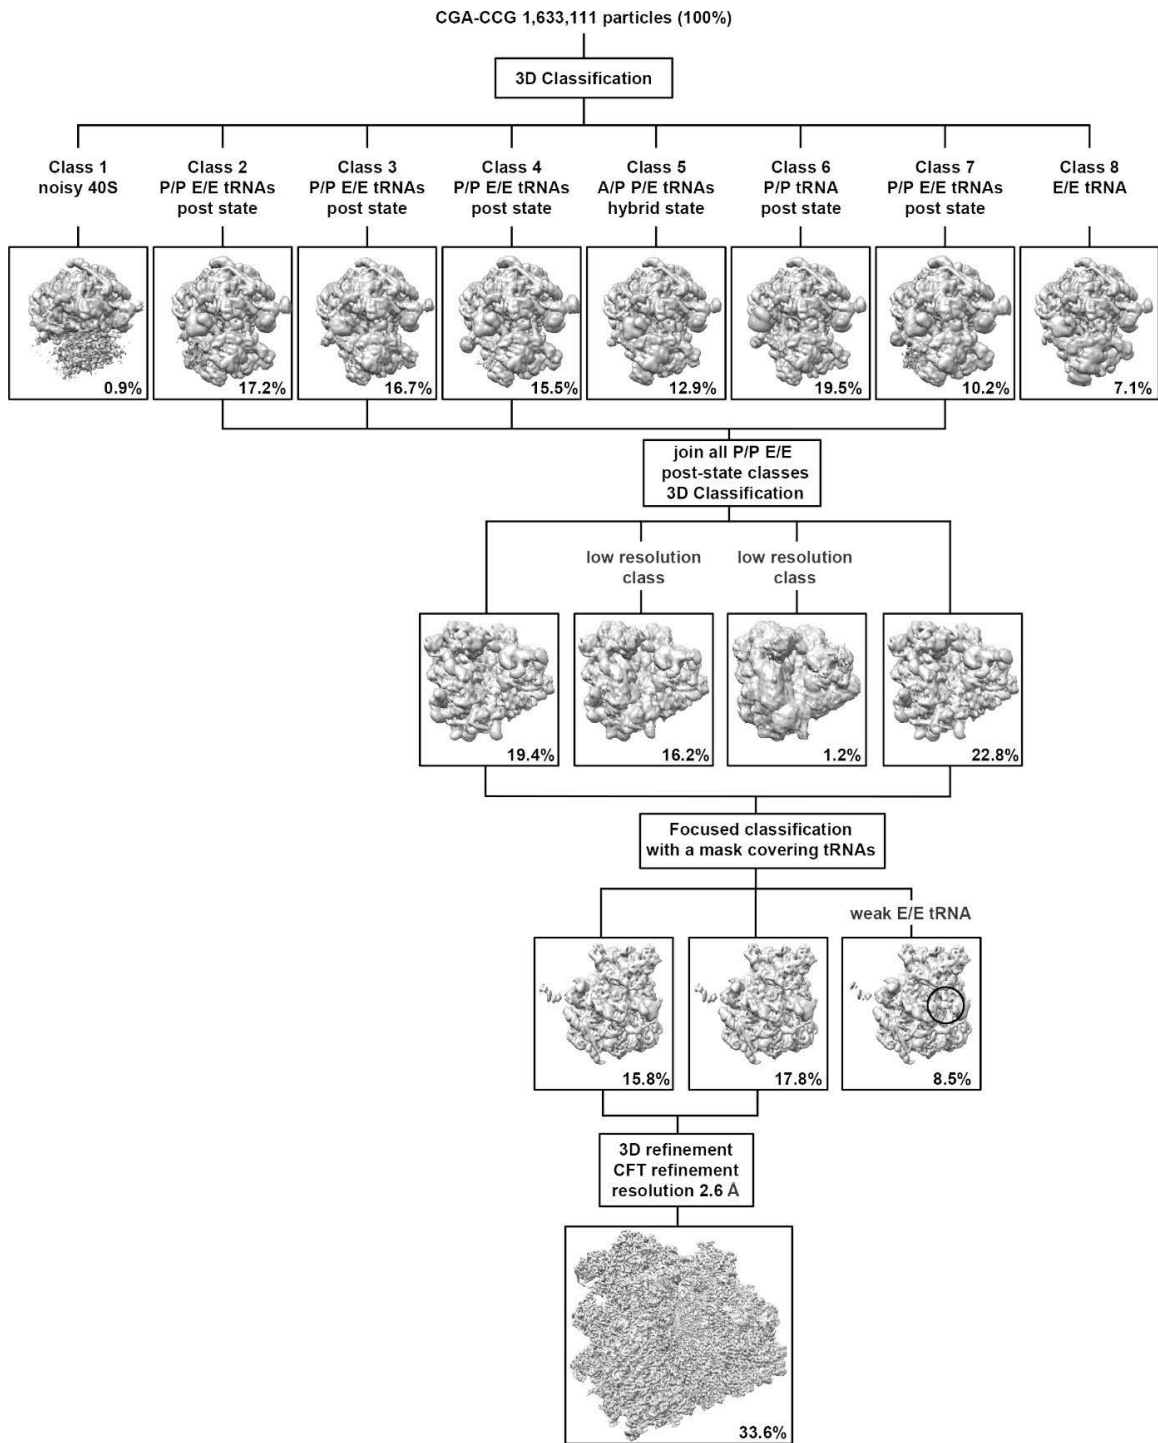 CGA-CCG 1,633,111 particles (100%)
3D Classification
Class 1
noisy 40S
Class 2
P/P E/E tRNAs
post state
Class 3
P/P E/E tRNAs
post state
Class 4
P/P E/E tRNAs
post state
Class 5
A/P P/E tRNAs
hybrid state
Class 6
P/P tRNA
post state
Class 7
P/P E/E tRNAs
post state
Class 8
E/E tRNA
0.9%
17.2%
16.7%
15.5%
12.9%
19.5%
10.2%
7.1%
join all P/P E/E
post-state classes
3D Classification
low resolution
class
low resolution
class
19.4%
16.2%
1.2%
22.8%
Focused classification
with a mask covering tRNAs
weak E/E tRNA
15.8%
17.8%
8.5%
3D refinement
CFT refinement
resolution 2.6 Å
33.6%